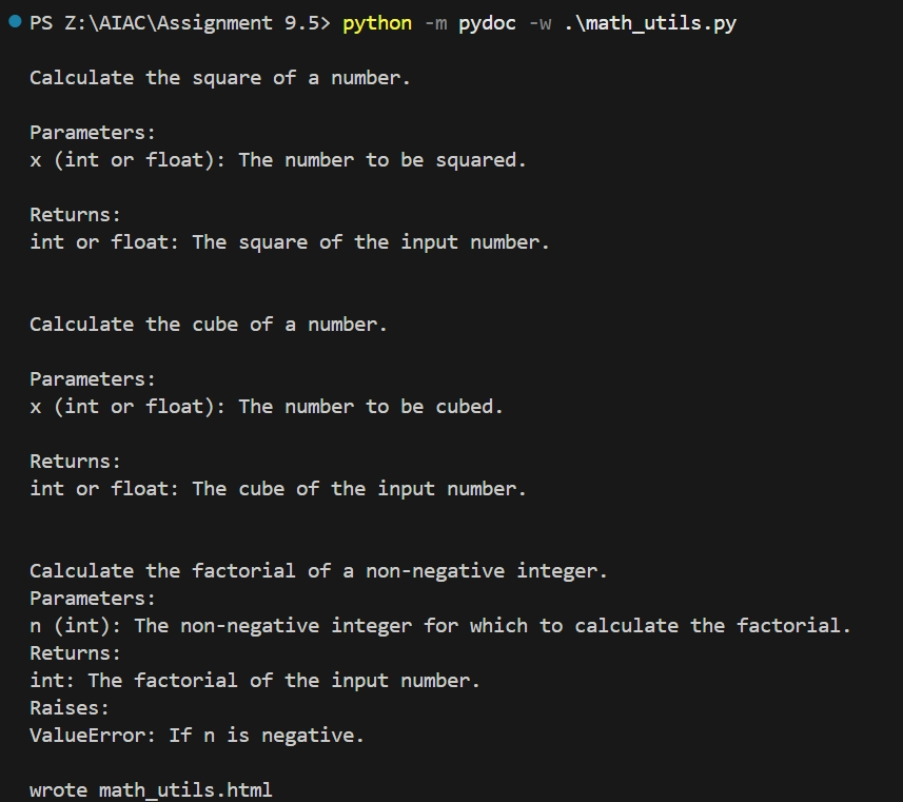 PS Z:\AIAC\Assignment 9.5> python -m pydoc -w .\math_utils.py
Calculate the square of a number.
Parameters:
x (int or float): The number to be squared.
Returns:
int or float: The square of the input number.
Calculate the cube of a number.
Parameters:
x (int or float): The number to be cubed.
Returns:
int or float: The cube of the input number.
Calculate the factorial of a non-negative integer.
Parameters:
n (int): The non-negative integer for which to calculate the factorial.
Returns:
int: The factorial of the input number.
Raises:
ValueError: If n is negative.
wrote math_utils.html